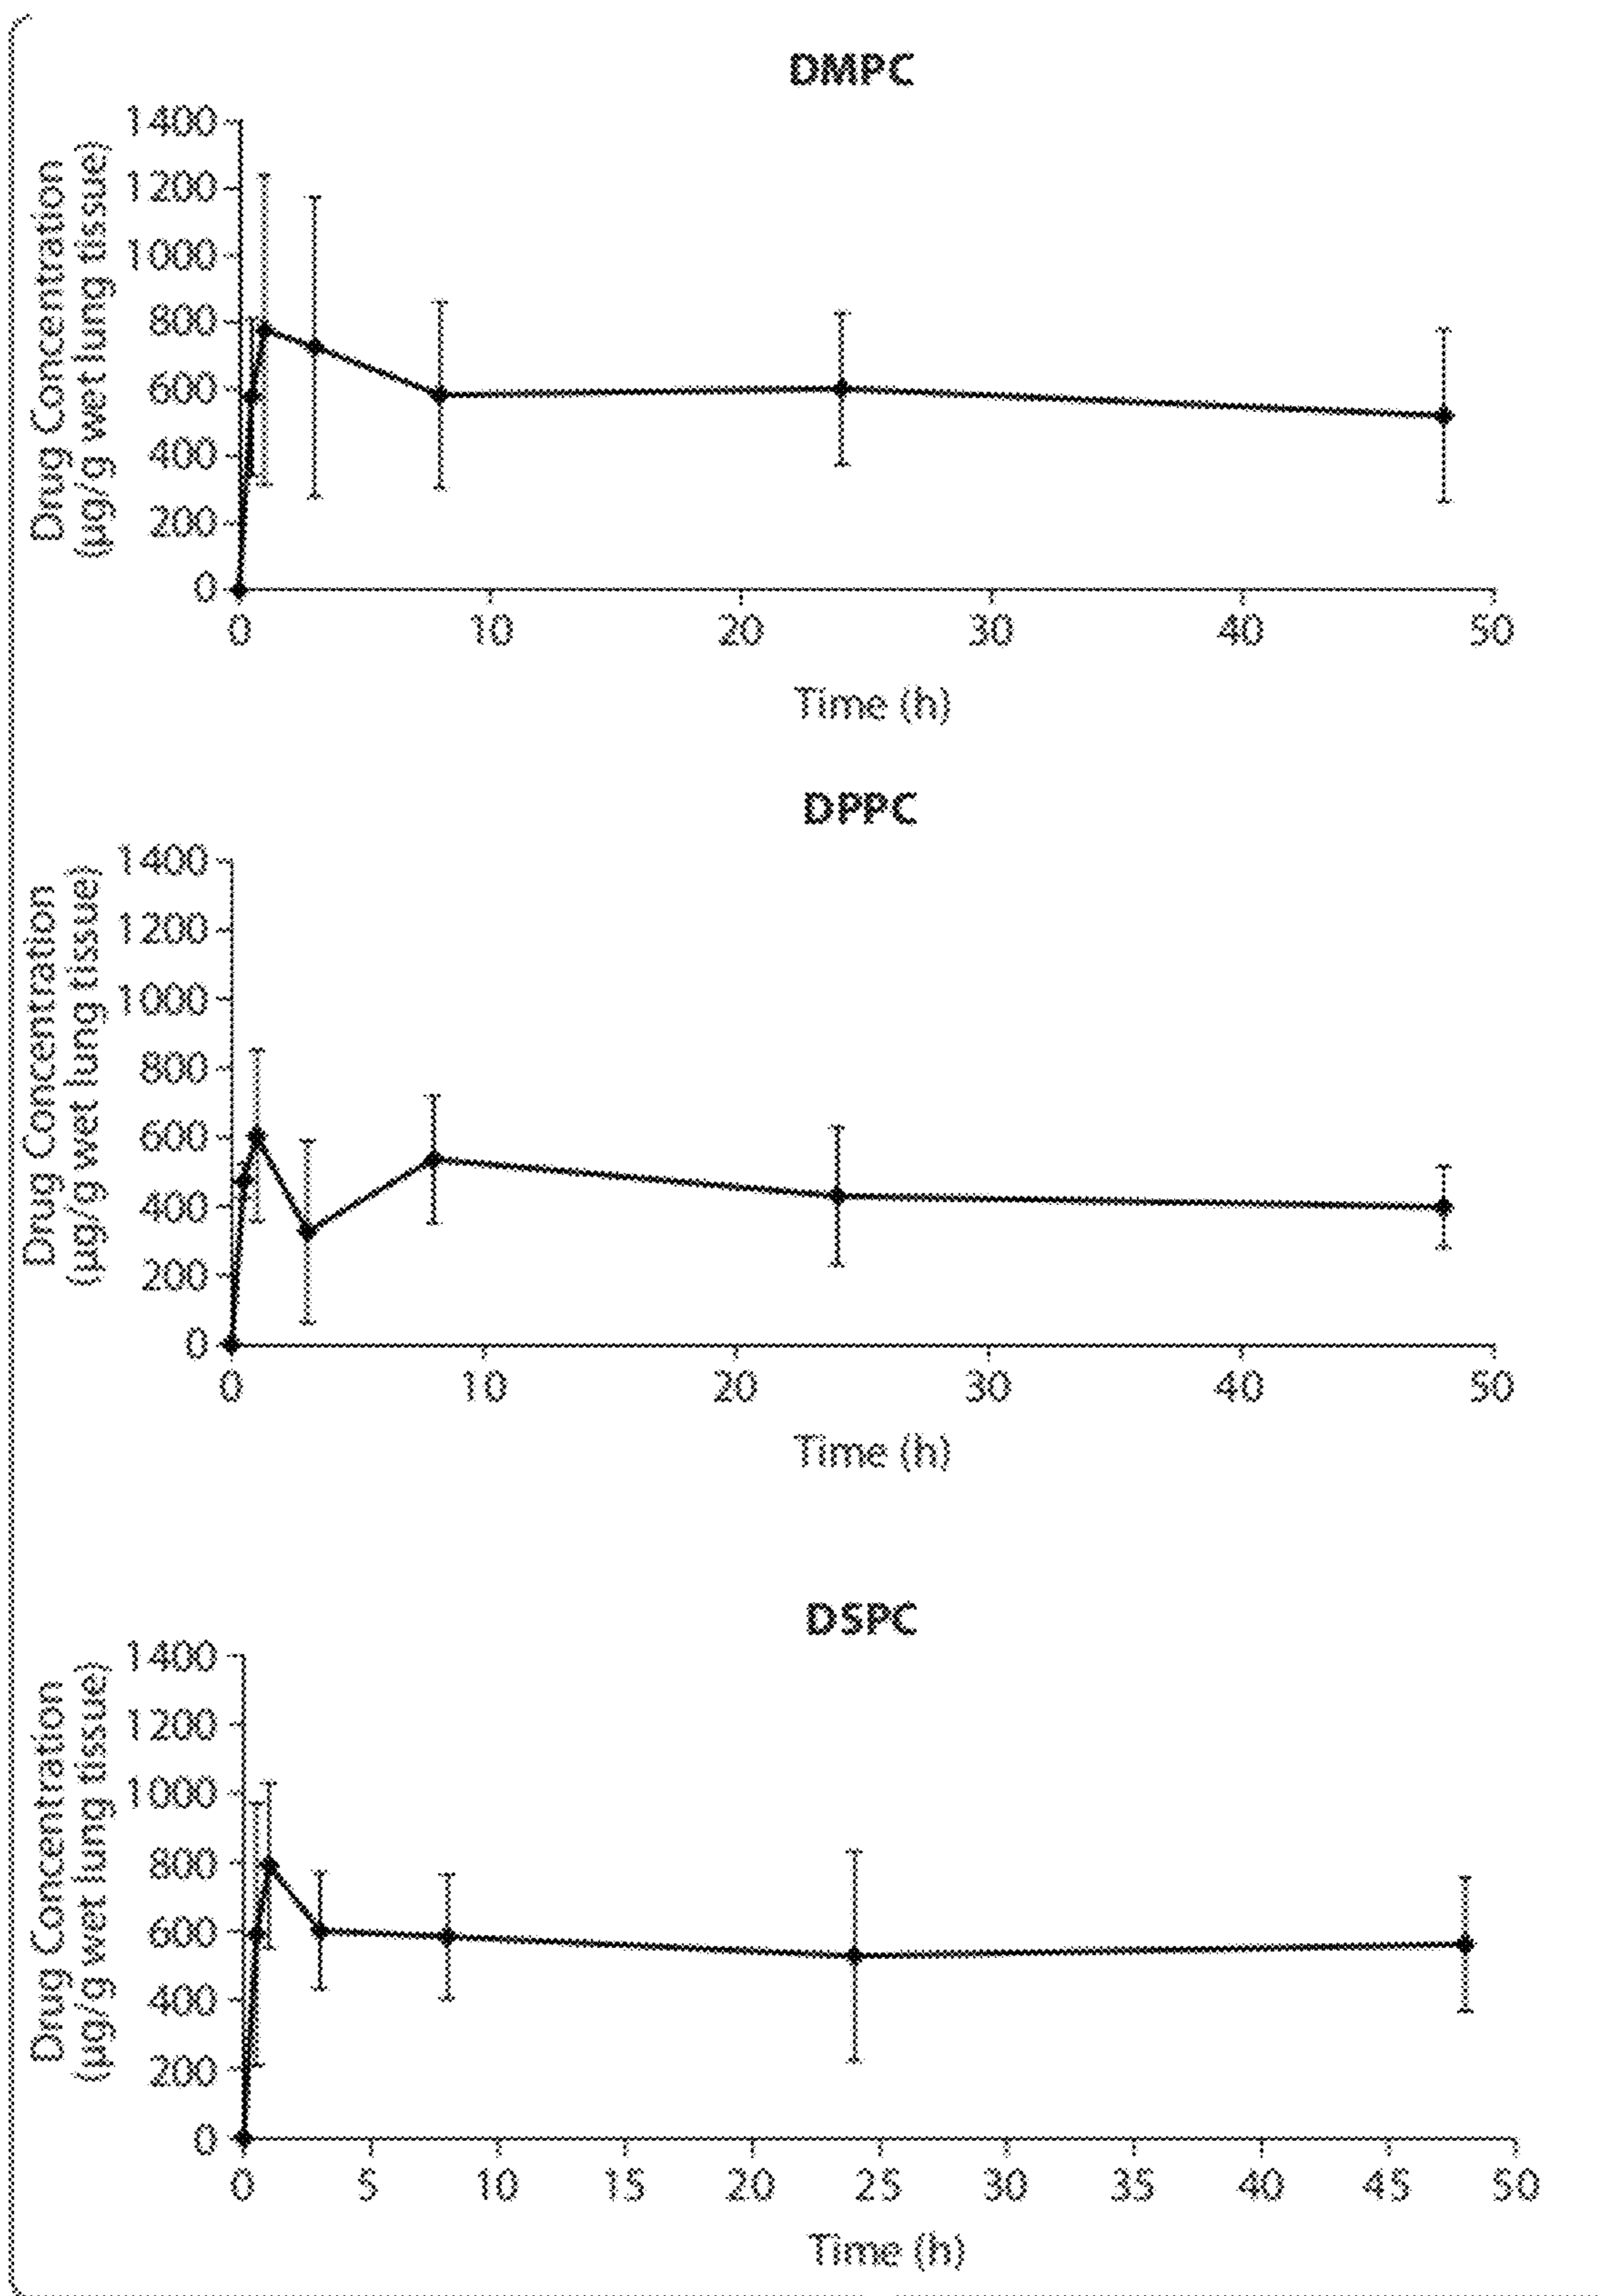 DMPC
Drug Concentration
(µg/g wet lung tissue)
1400
1200
1000
800
600
400
200
0
0 10 20 30 40 50
Time (h)
DPPC
Drug Concentration
(µg/g wet lung tissue)
1400
1200
1000
800
600
400
200
0
0 10 20 30 40 50
Time (h)
DSPC
Drug Concentration
(µg/g wet lung tissue)
1400
1200
1000
800
600
400
200
0
0 5 10 15 20 25 30 35 40 45 50
Time (h)